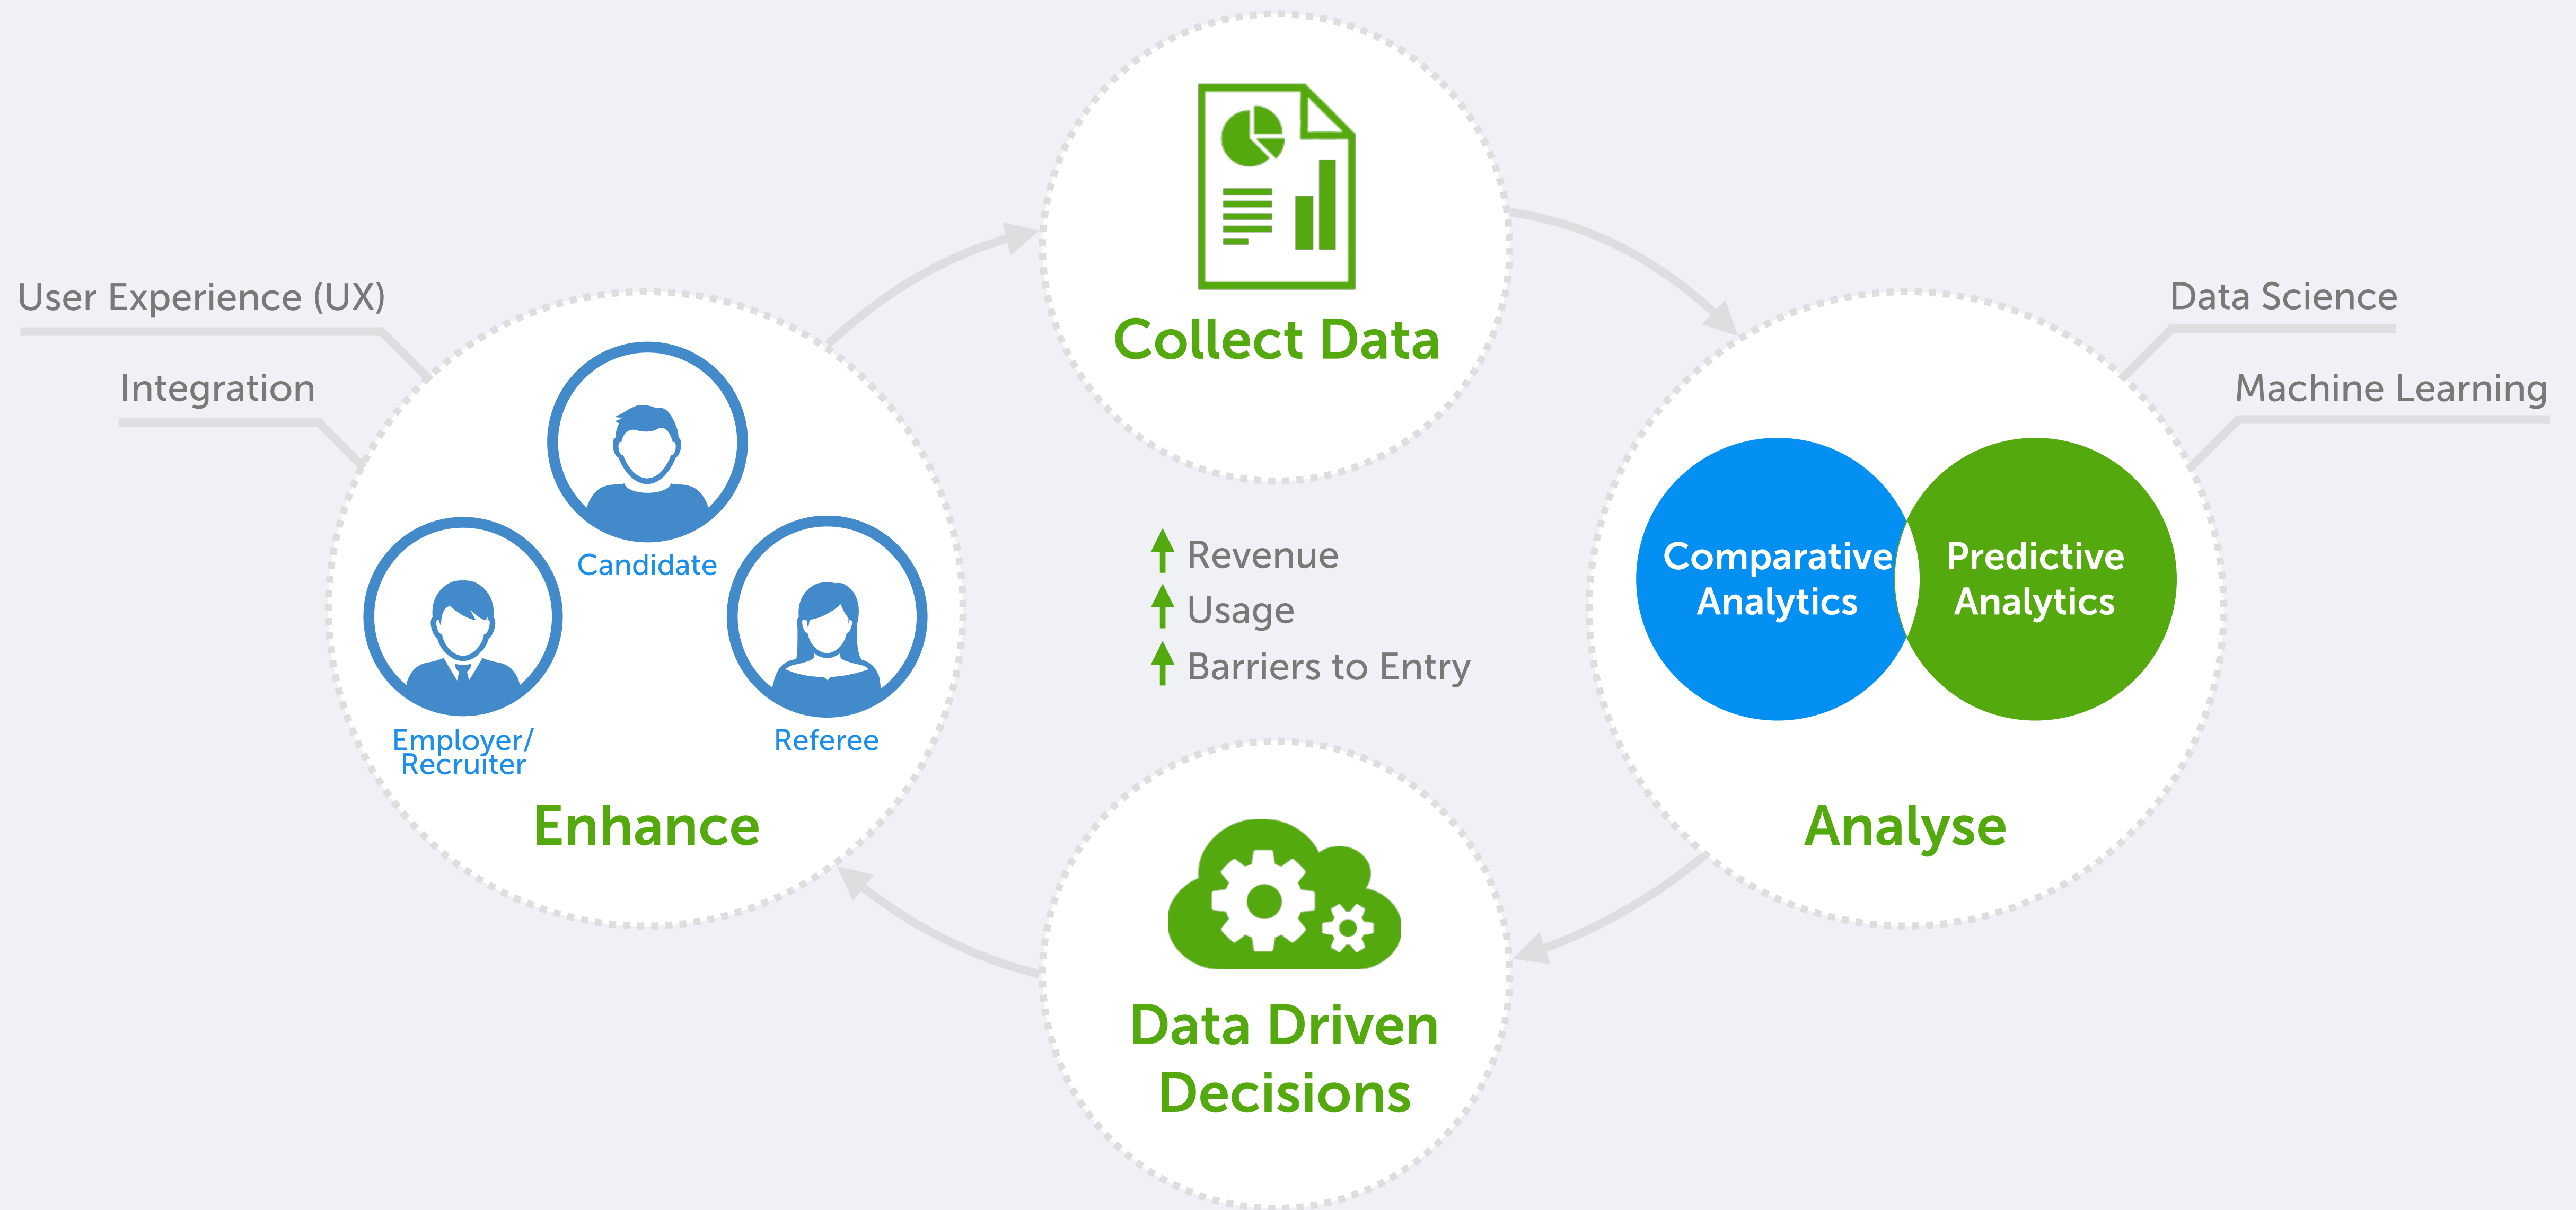 Collect Data
User Experience (UX)
Integration
Candidate
Employer/
Recruiter
Referee
Enhance
Revenue
Usage
Barriers to Entry
Data Science
Machine Learning
Comparative
Analytics
Predictive
Analytics
Analyse
Data Driven
Decisions